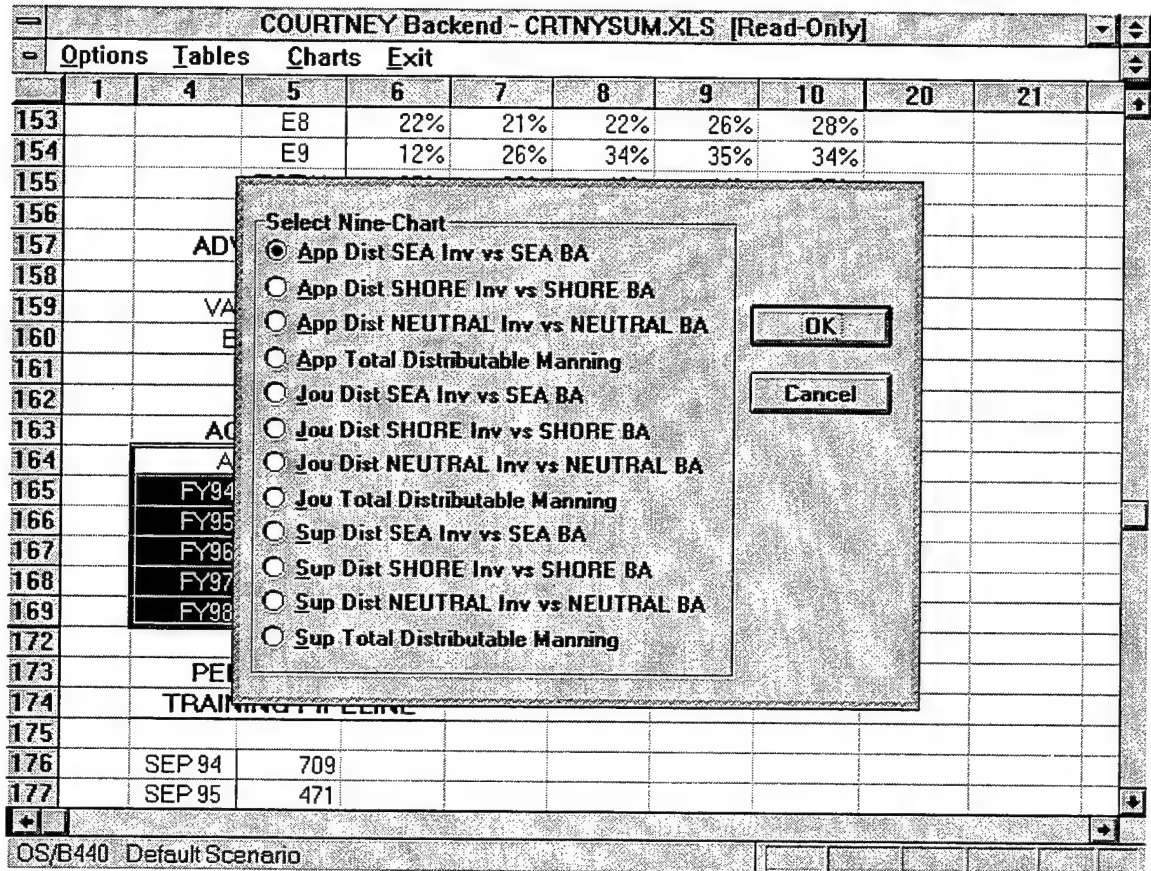 COURTNEY Backend - CRTNYSUM.XLS [Read-Only]
Options Tables Charts Exit
1 4 5 6 7 8 9 10 20 21
153 E8 22% 21% 22% 26% 28%
154 E9 12% 26% 34% 35% 34%
155
156
157 ADV
158
159 VA
160 E
161
162
163 AC
164 A
165 FY94
166 FY95
167 FY96
168 FY97
169 FY98
172
173 PE
174 TRAINING PIPELINE
175
176 SEP 94 709
177 SEP 95 471
Select Nine-Chart
App Dist SEA Inv vs SEA BA
App Dist SHORE Inv vs SHORE BA
App Dist NEUTRAL Inv vs NEUTRAL BA
App Total Distributable Manning
Jou Dist SEA Inv vs SEA BA
Jou Dist SHORE Inv vs SHORE BA
Jou Dist NEUTRAL Inv vs NEUTRAL BA
Jou Total Distributable Manning
Sup Dist SEA Inv vs SEA BA
Sup Dist SHORE Inv vs SHORE BA
Sup Dist NEUTRAL Inv vs NEUTRAL BA
Sup Total Distributable Manning
OK
Cancel
OS/B440 Default Scenario